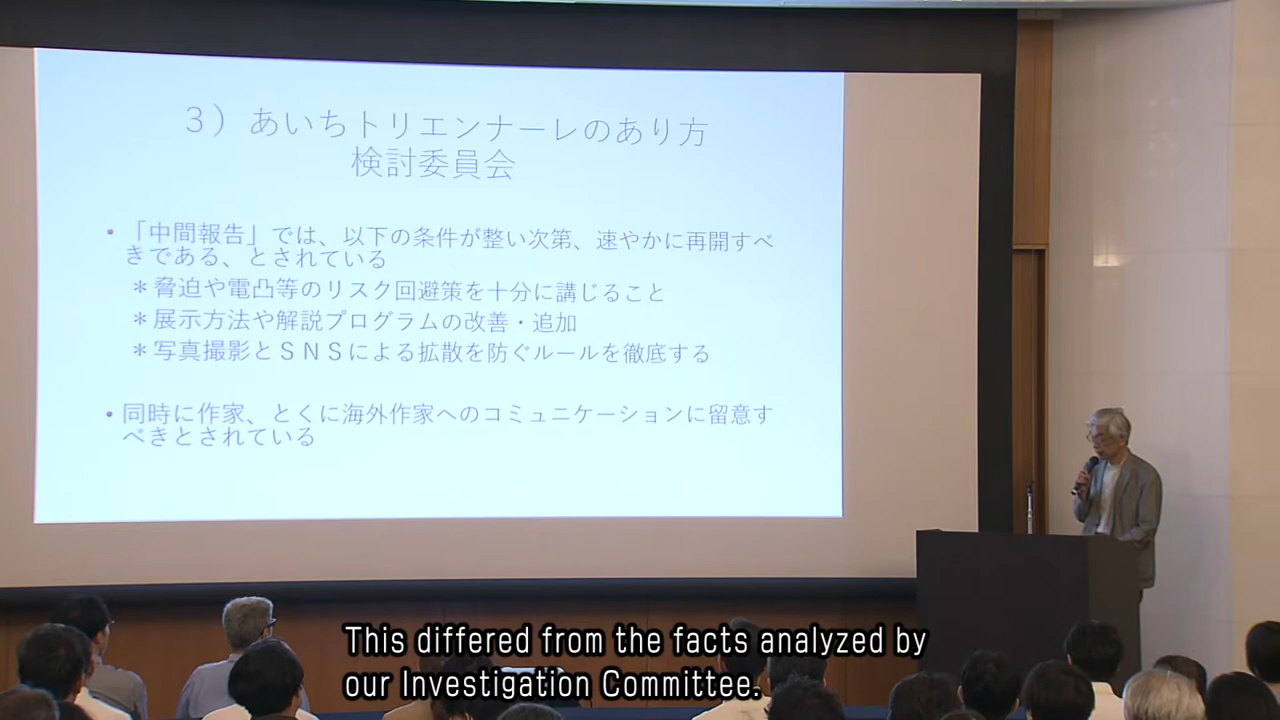 ３）あいちトリエンナーレのあり方
検討委員会
•「中間報告」では、以下の条件が整い次第、速やかに再開すべ
きである、とされている
＊脅迫や電凸等のリスク回避策を十分に講じること
＊展示方法や解説プログラムの改善・追加
＊写真撮影とＳＮＳによる拡散を防ぐルールを徹底する
•同時に作家、とくに海外作家へのコミュニケーションに留意す
べきとされている
This differed from the facts analyzed by
our Investigation Committee.